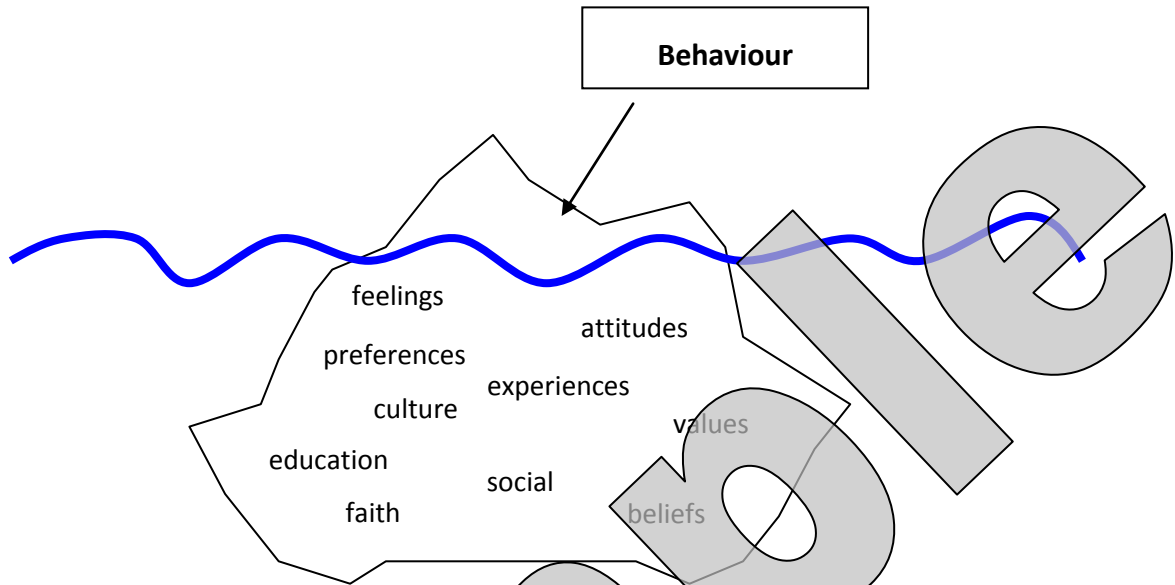 Behaviour
feelings
attitudes
preferences
experiences
culture
values
education
social
faith
beliefs